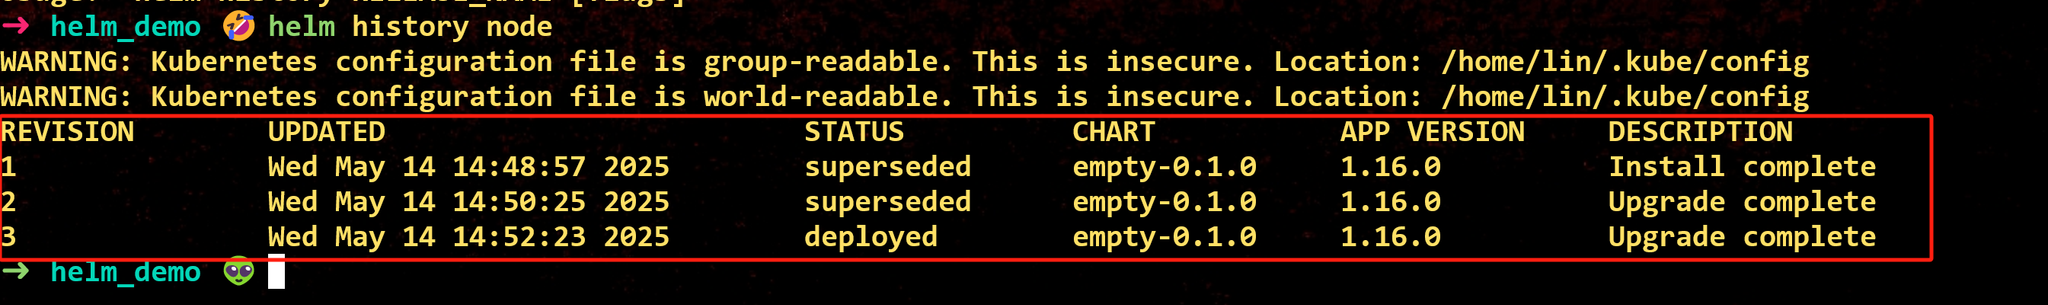 ➜ helm_demo 🤣 helm history node
WARNING: Kubernetes configuration file is group-readable. This is insecure. Location: /home/lin/.kube/config
WARNING: Kubernetes configuration file is world-readable. This is insecure. Location: /home/lin/.kube/config
REVISION UPDATED STATUS CHART APP VERSION DESCRIPTION
1 Wed May 14 14:48:57 2025 superseded empty-0.1.0 1.16.0 Install complete
2 Wed May 14 14:50:25 2025 superseded empty-0.1.0 1.16.0 Upgrade complete
3 Wed May 14 14:52:23 2025 deployed empty-0.1.0 1.16.0 Upgrade complete
➜ helm_demo 👽